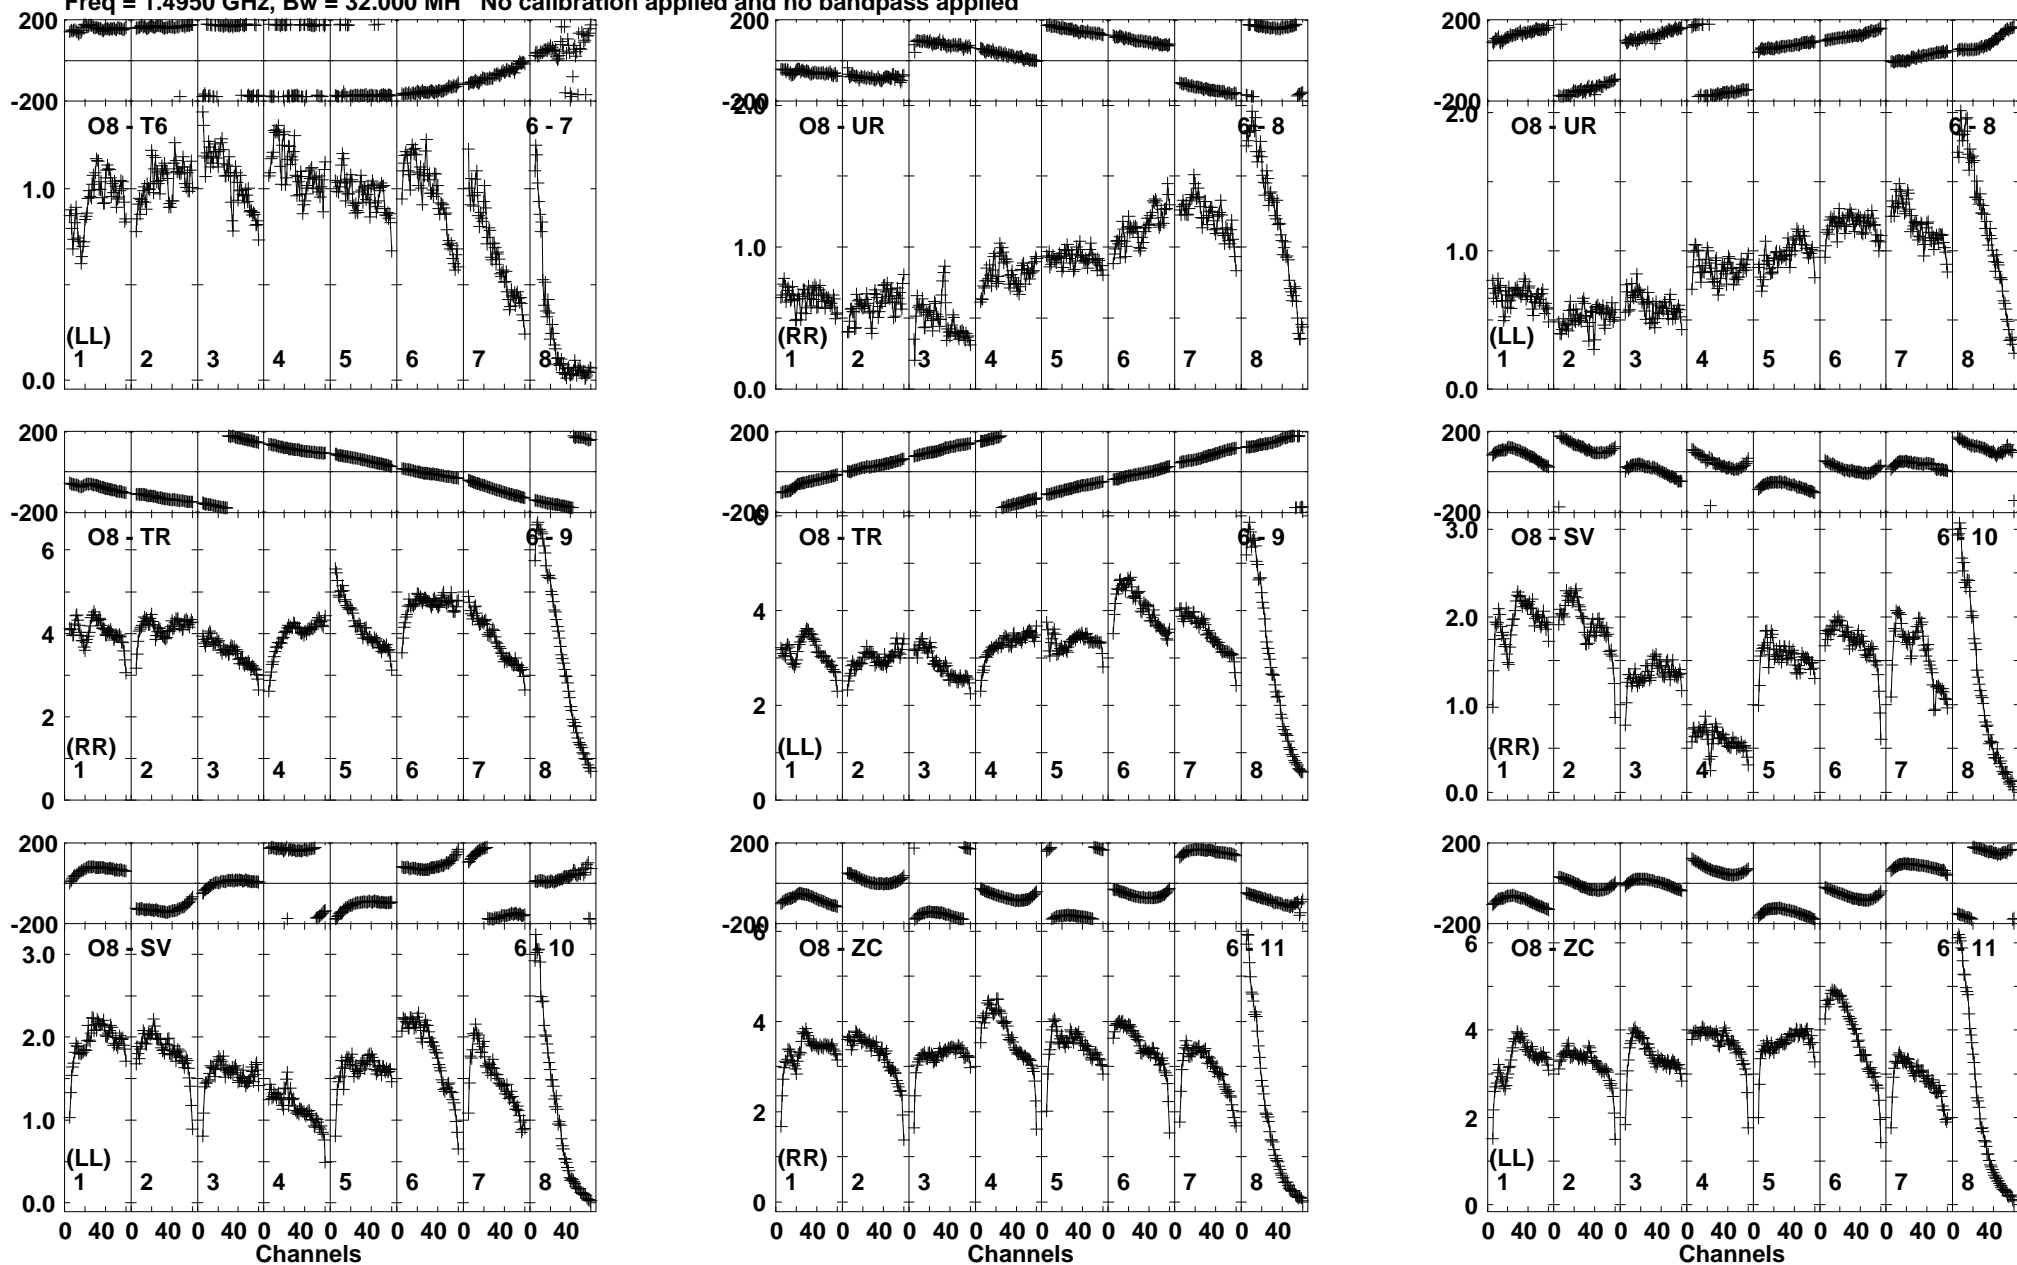 Freq = 1.4950 GHz, Bw = 32.000 MH No calibration applied and no bandpass applied
200 200 200
-200 -200 -200
O8 - T6 6 - 7 2.0 O8 - UR 6 - 8 2.0 O8 - UR 6 - 8
1.0 1.0 1.0
(LL) (RR) (LL)
1 2 3 4 5 6 7 8 1 2 3 4 5 6 7 8 1 2 3 4 5 6 7 8
0.0 0.0 0.0
200 200 200
-200 -200 -200
O8 - TR 6 - 9 6 O8 - TR 6 - 9 3.0 O8 - SV 6 - 10
6 4 2.0
4 2 1.0
2
(RR) (LL) (RR)
1 2 3 4 5 6 7 8 1 2 3 4 5 6 7 8 1 2 3 4 5 6 7 8
0 0 0.0
200 200 200
-200 -200 -200
3.0 O8 - SV 6 - 10 6 O8 - ZC 6 - 11 6 O8 - ZC 6 - 11
2.0 4 4
1.0 2 2
(LL) (RR) (LL)
1 2 3 4 5 6 7 8 1 2 3 4 5 6 7 8 1 2 3 4 5 6 7 8
0.0 0 0
0 40 0 40 0 40 0 40 0 40 0 40 0 40 0 40 0 40 0 40 0 40 0 40 0 40 0 40 0 40 0 40 0 40 0 40 0 40 0 40 0 40 0 40 0 40 0 40
Channels Channels Channels